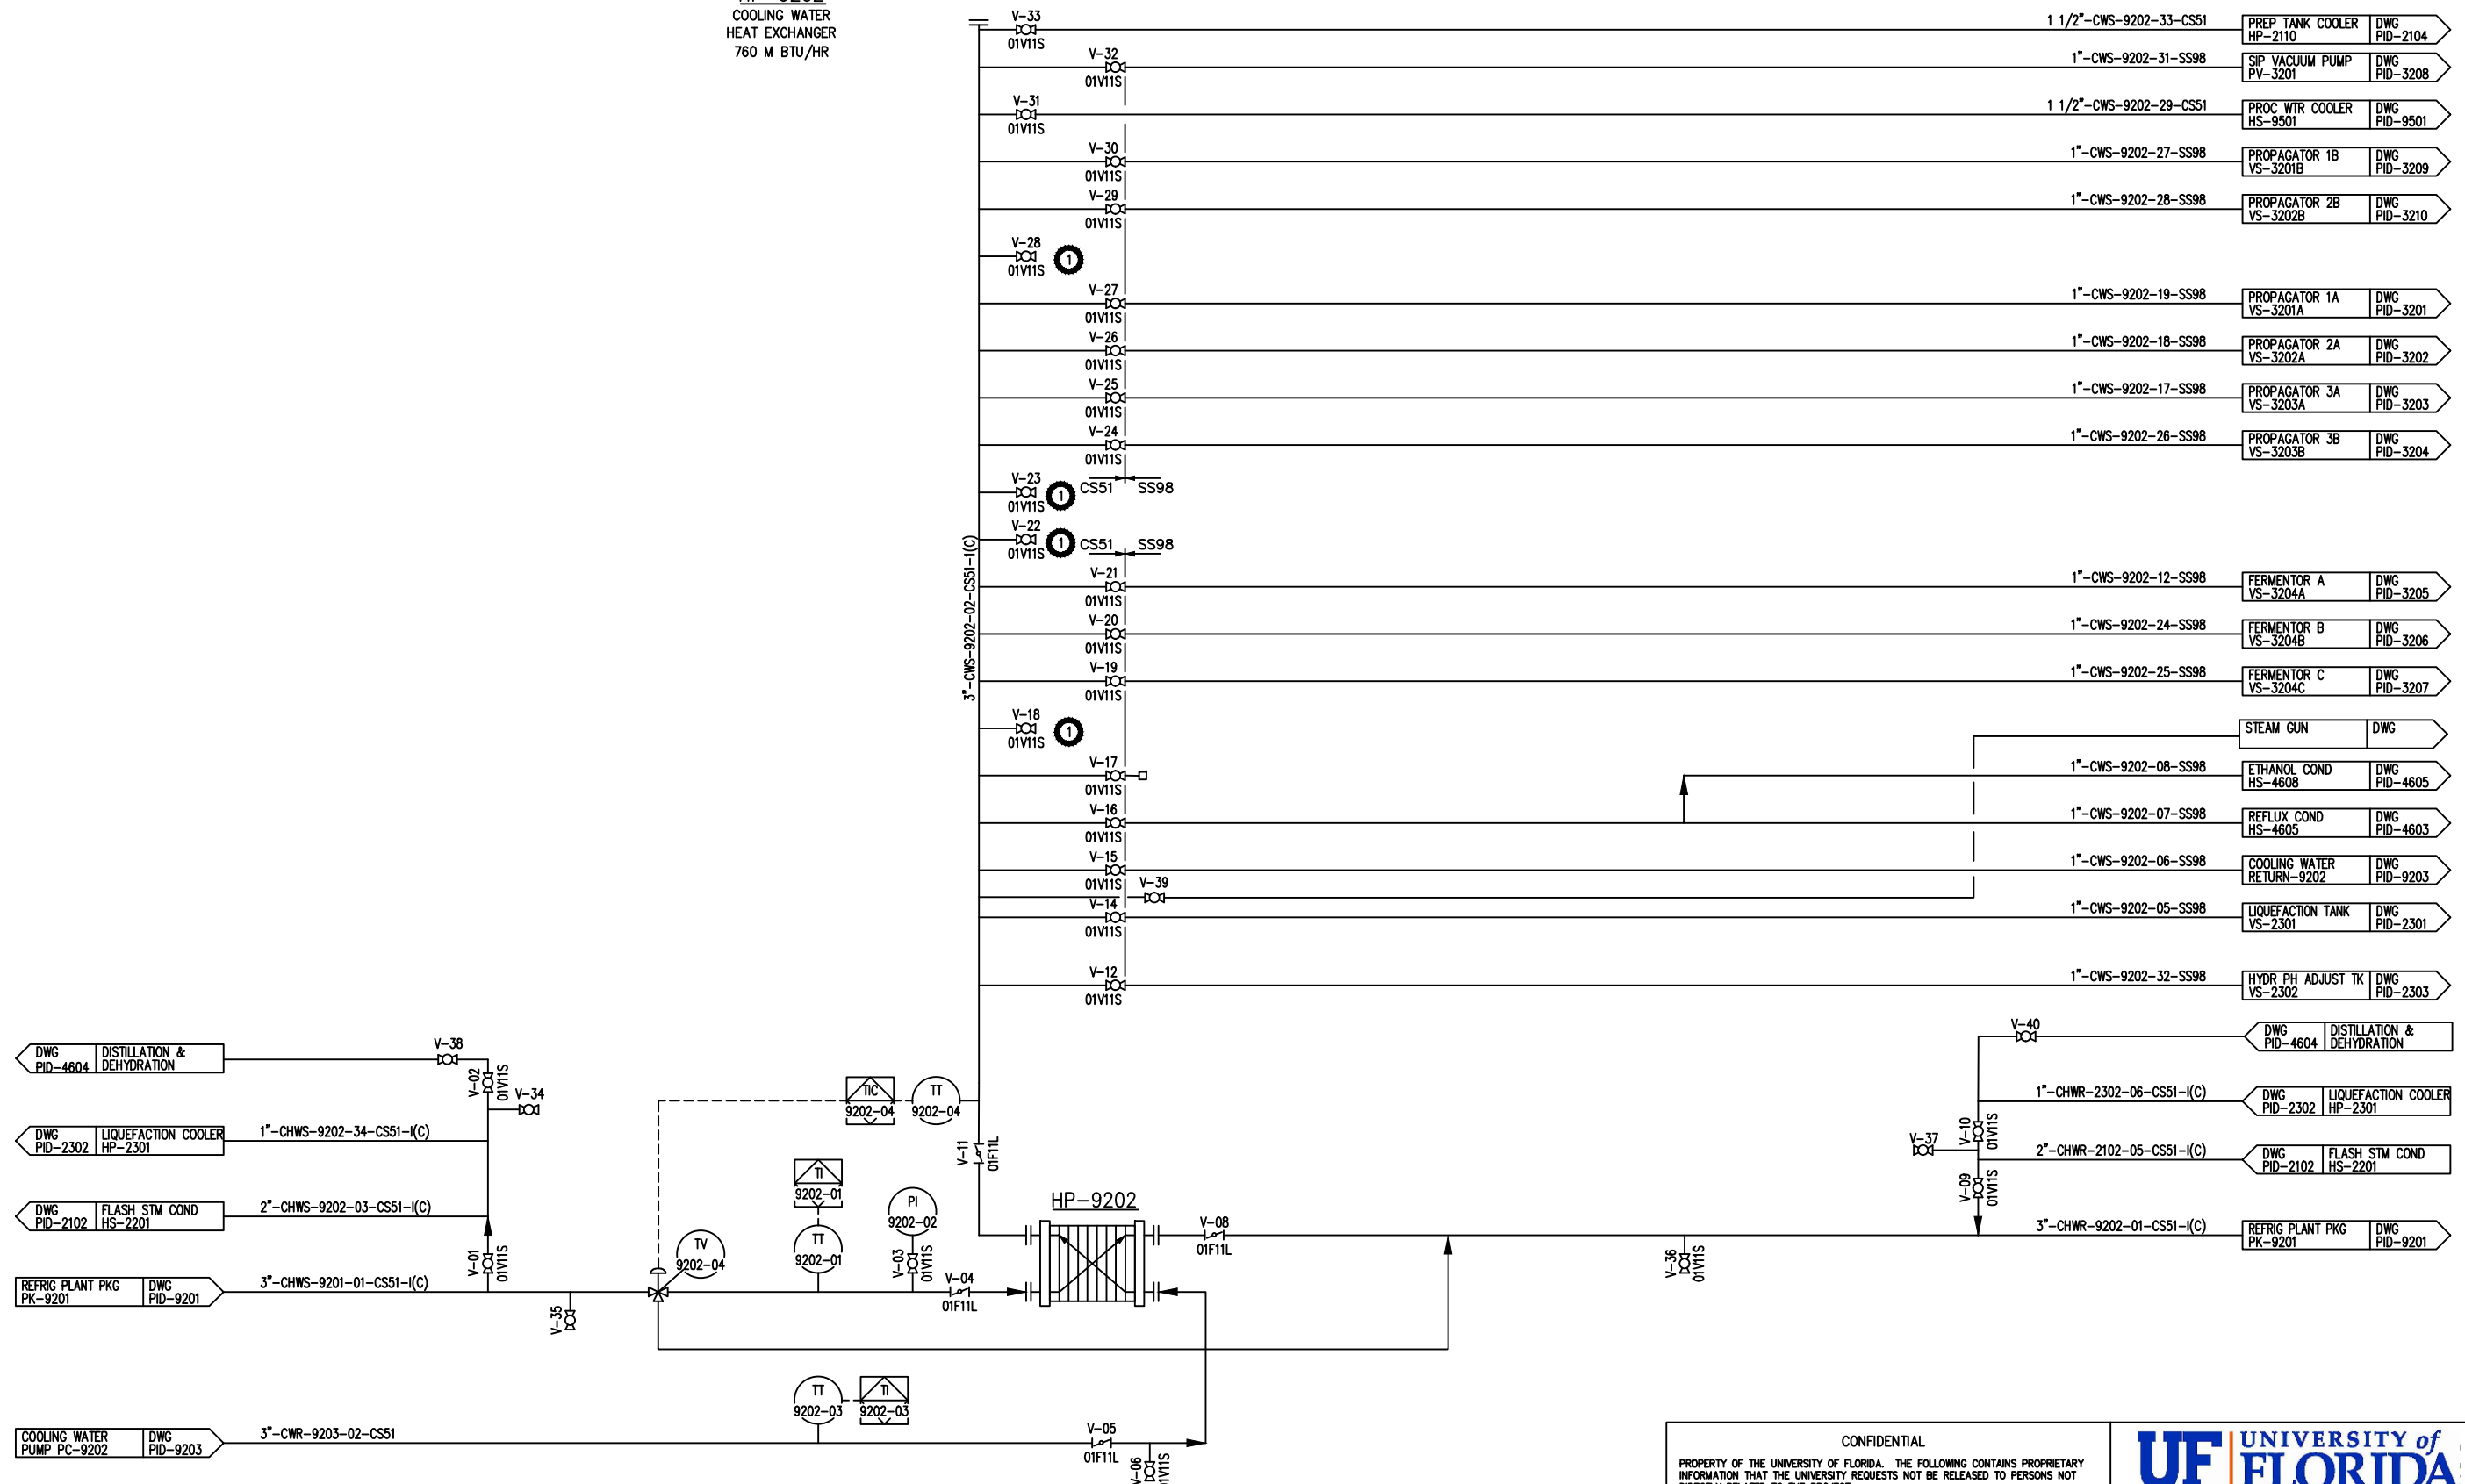 COOLING WATER
HEAT EXCHANGER
760 M BTU/HR
V-33
01V11S
1 1/2"-CWS-9202-33-CS51
PREP TANK COOLER DWG
HP-2110 PID-2104
V-32
01V11S
1"-CWS-9202-31-SS98
SIP VACUUM PUMP DWG
PV-3201 PID-3208
V-31
01V11S
1 1/2"-CWS-9202-29-CS51
PROC WTR COOLER DWG
HS-9501 PID-9501
V-30
01V11S
1"-CWS-9202-27-SS98
PROPAGATOR 1B DWG
VS-3201B PID-3209
V-29
01V11S
1"-CWS-9202-28-SS98
PROPAGATOR 2B DWG
VS-3202B PID-3210
V-28
01V11S
1
V-27
01V11S
1"-CWS-9202-19-SS98
PROPAGATOR 1A DWG
VS-3201A PID-3201
V-26
01V11S
1"-CWS-9202-18-SS98
PROPAGATOR 2A DWG
VS-3202A PID-3202
V-25
01V11S
1"-CWS-9202-17-SS98
PROPAGATOR 3A DWG
VS-3203A PID-3203
V-24
01V11S
1"-CWS-9202-26-SS98
PROPAGATOR 3B DWG
VS-3203B PID-3204
V-23
01V11S
1
CS51 SS98
V-22
01V11S
1
CS51 SS98
3"-CWS-9202-02-CS51-1(C)
V-21
01V11S
1"-CWS-9202-12-SS98
FERMENTOR A DWG
VS-3204A PID-3205
V-20
01V11S
1"-CWS-9202-24-SS98
FERMENTOR B DWG
VS-3204B PID-3206
V-19
01V11S
1"-CWS-9202-25-SS98
FERMENTOR C DWG
VS-3204C PID-3207
V-18
01V11S
1
STEAM GUN DWG
V-17
01V11S
1"-CWS-9202-08-SS98
ETHANOL COND DWG
HS-4608 PID-4605
V-16
01V11S
1"-CWS-9202-07-SS98
REFLUX COND DWG
HS-4605 PID-4603
V-15
01V11S
1"-CWS-9202-06-SS98
COOLING WATER DWG
RETURN-9202 PID-9203
V-39
V-14
01V11S
1"-CWS-9202-05-SS98
LIQUEFACTION TANK DWG
VS-2301 PID-2301
V-12
01V11S
1"-CWS-9202-32-SS98
HYDR PH ADJUST TK DWG
VS-2302 PID-2303
DWG DISTILLATION &
PID-4604 DEHYDRATION
V-38
V-02
01V11S
V-34
DWG LIQUEFACTION COOLER
PID-2302 HP-2301
1"-CHWS-9202-34-CS51-I(C)
DWG FLASH STM COND
PID-2102 HS-2201
2"-CHWS-9202-03-CS51-I(C)
V-01
01V11S
REFRIG PLANT PKG DWG
PK-9201 PID-9201
3"-CHWS-9201-01-CS51-I(C)
V-35
TIC
9202-04
TT
9202-04
V-11
01F11L
TI
9202-01
TT
9202-01
PI
9202-02
V-03
01V11S
TV
9202-04
V-04
01F11L
HP-9202
V-08
01F11L
V-36
01V11S
V-40
DWG DISTILLATION &
PID-4604 DEHYDRATION
1"-CHWR-2302-06-CS51-I(C)
DWG LIQUEFACTION COOLER
PID-2302 HP-2301
V-10
01V11S
V-37
2"-CHWR-2102-05-CS51-I(C)
DWG FLASH STM COND
PID-2102 HS-2201
V-09
01V11S
3"-CHWR-9202-01-CS51-I(C)
REFRIG PLANT PKG DWG
PK-9201 PID-9201
TT
9202-03
TI
9202-03
COOLING WATER DWG
PUMP PC-9202 PID-9203
3"-CWR-9203-02-CS51
V-05
01F11L
V-06
01V11S
CONFIDENTIAL
PROPERTY OF THE UNIVERSITY OF FLORIDA. THE FOLLOWING CONTAINS PROPRIETARY
INFORMATION THAT THE UNIVERSITY REQUESTS NOT BE RELEASED TO PERSONS NOT
UF UNIVERSITY of
FLORIDA